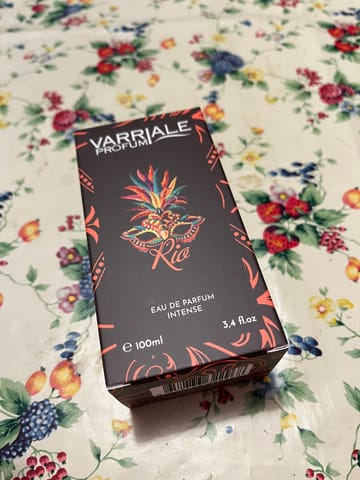 VARRIALE
PROFUMI
Rio
EAU DE PARFUM
INTENSE
℮ 100ml
3,4 fl.oz